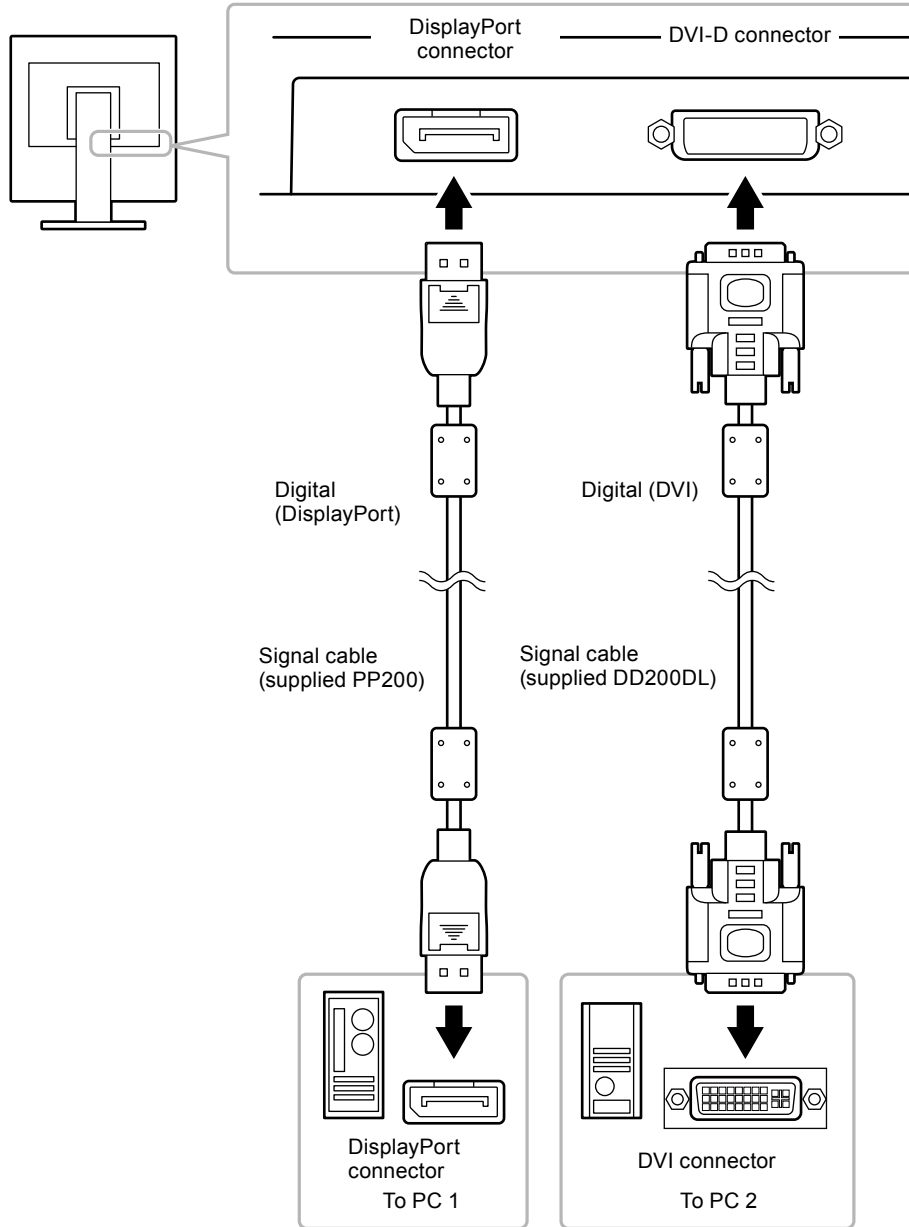 DisplayPort
connector
DVI-D connector
Digital
(DisplayPort)
Digital (DVI)
Signal cable
(supplied PP200)
Signal cable
(supplied DD200DL)
DisplayPort
connector
To PC 1
DVI connector
To PC 2